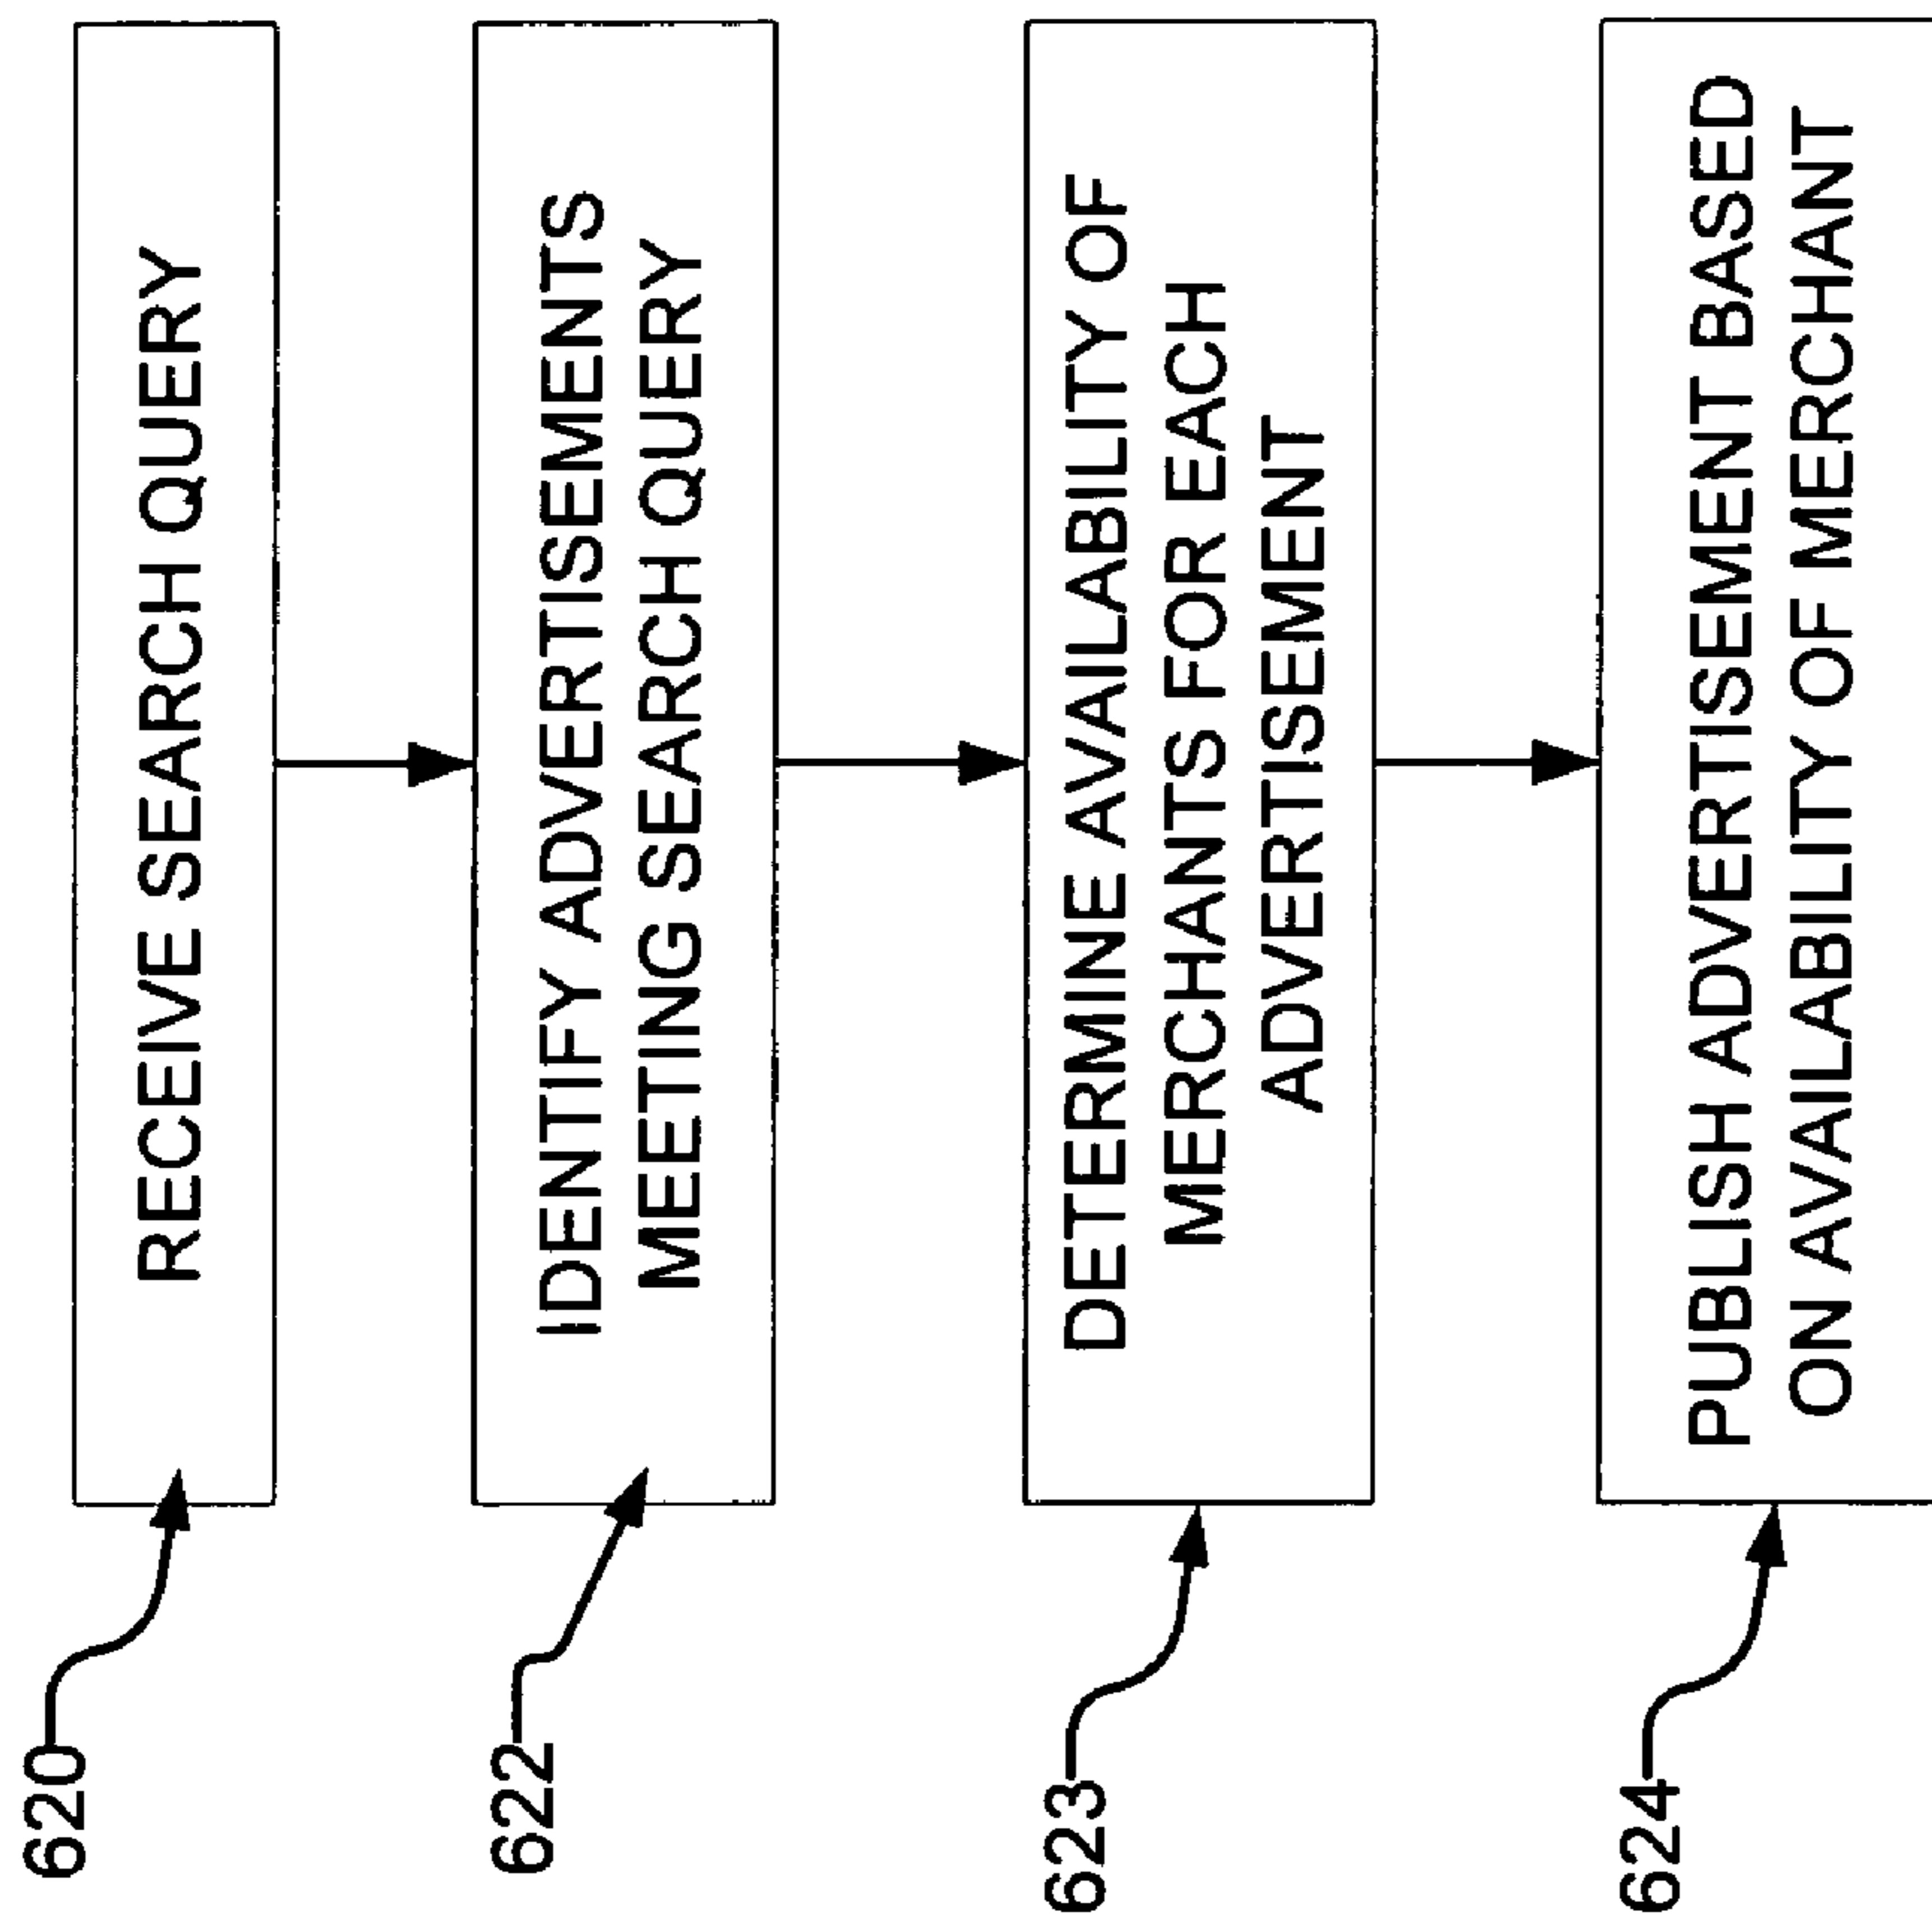 620
RECEIVE SEARCH QUERY
622
IDENTIFY ADVERTISEMENTS
MEETING SEARCH QUERY
623
DETERMINE AVAILABILITY OF
MERCHANTS FOR EACH
ADVERTISEMENT
624
PUBLISH ADVERTISEMENT BASED
ON AVAILABILITY OF MERCHANT